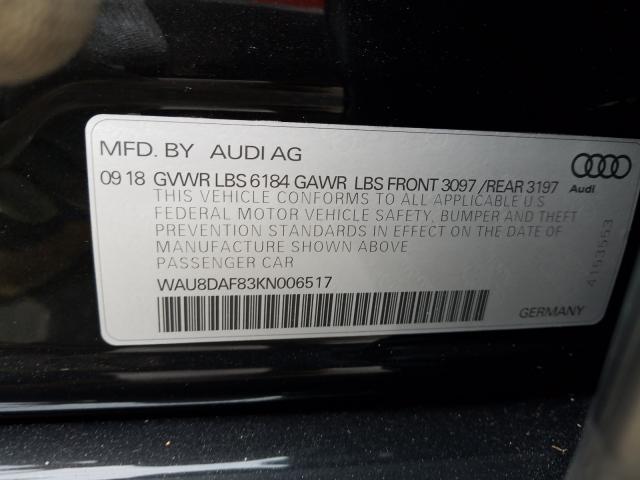 MFD. BY AUDI AG
09 18 GVWR LBS 6184 GAWR LBS FRONT 3097 / REAR 3197
THIS VEHICLE CONFORMS TO ALL APPLICABLE U.S
FEDERAL MOTOR VEHICLE SAFETY, BUMPER AND THEFT
PREVENTION STANDARDS IN EFFECT ON THE DATE OF
MANUFACTURE SHOWN ABOVE
PASSENGER CAR
WAU8DAF83KN006517
GERMANY
Audi
4153553